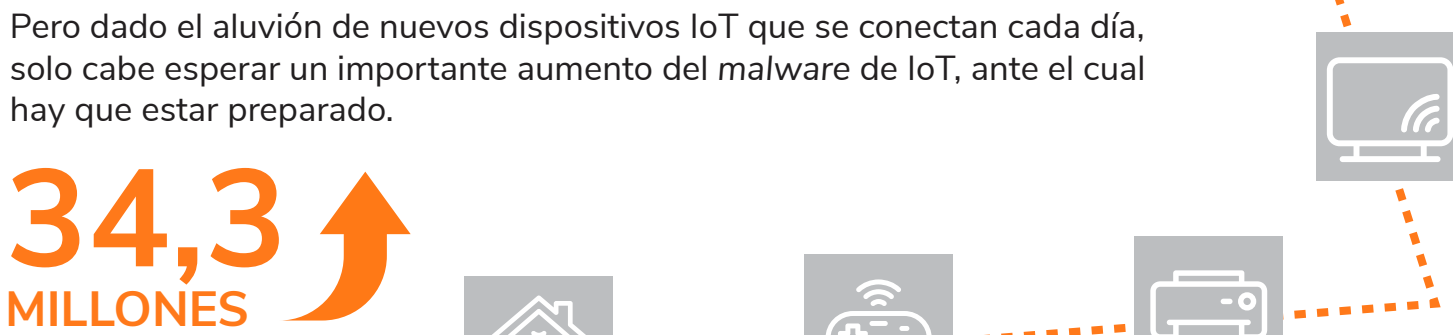 Pero dado el aluvión de nuevos dispositivos IoT que se conectan cada día,
solo cabe esperar un importante aumento del malware de IoT, ante el cual
hay que estar preparado.
34,3
MILLONES